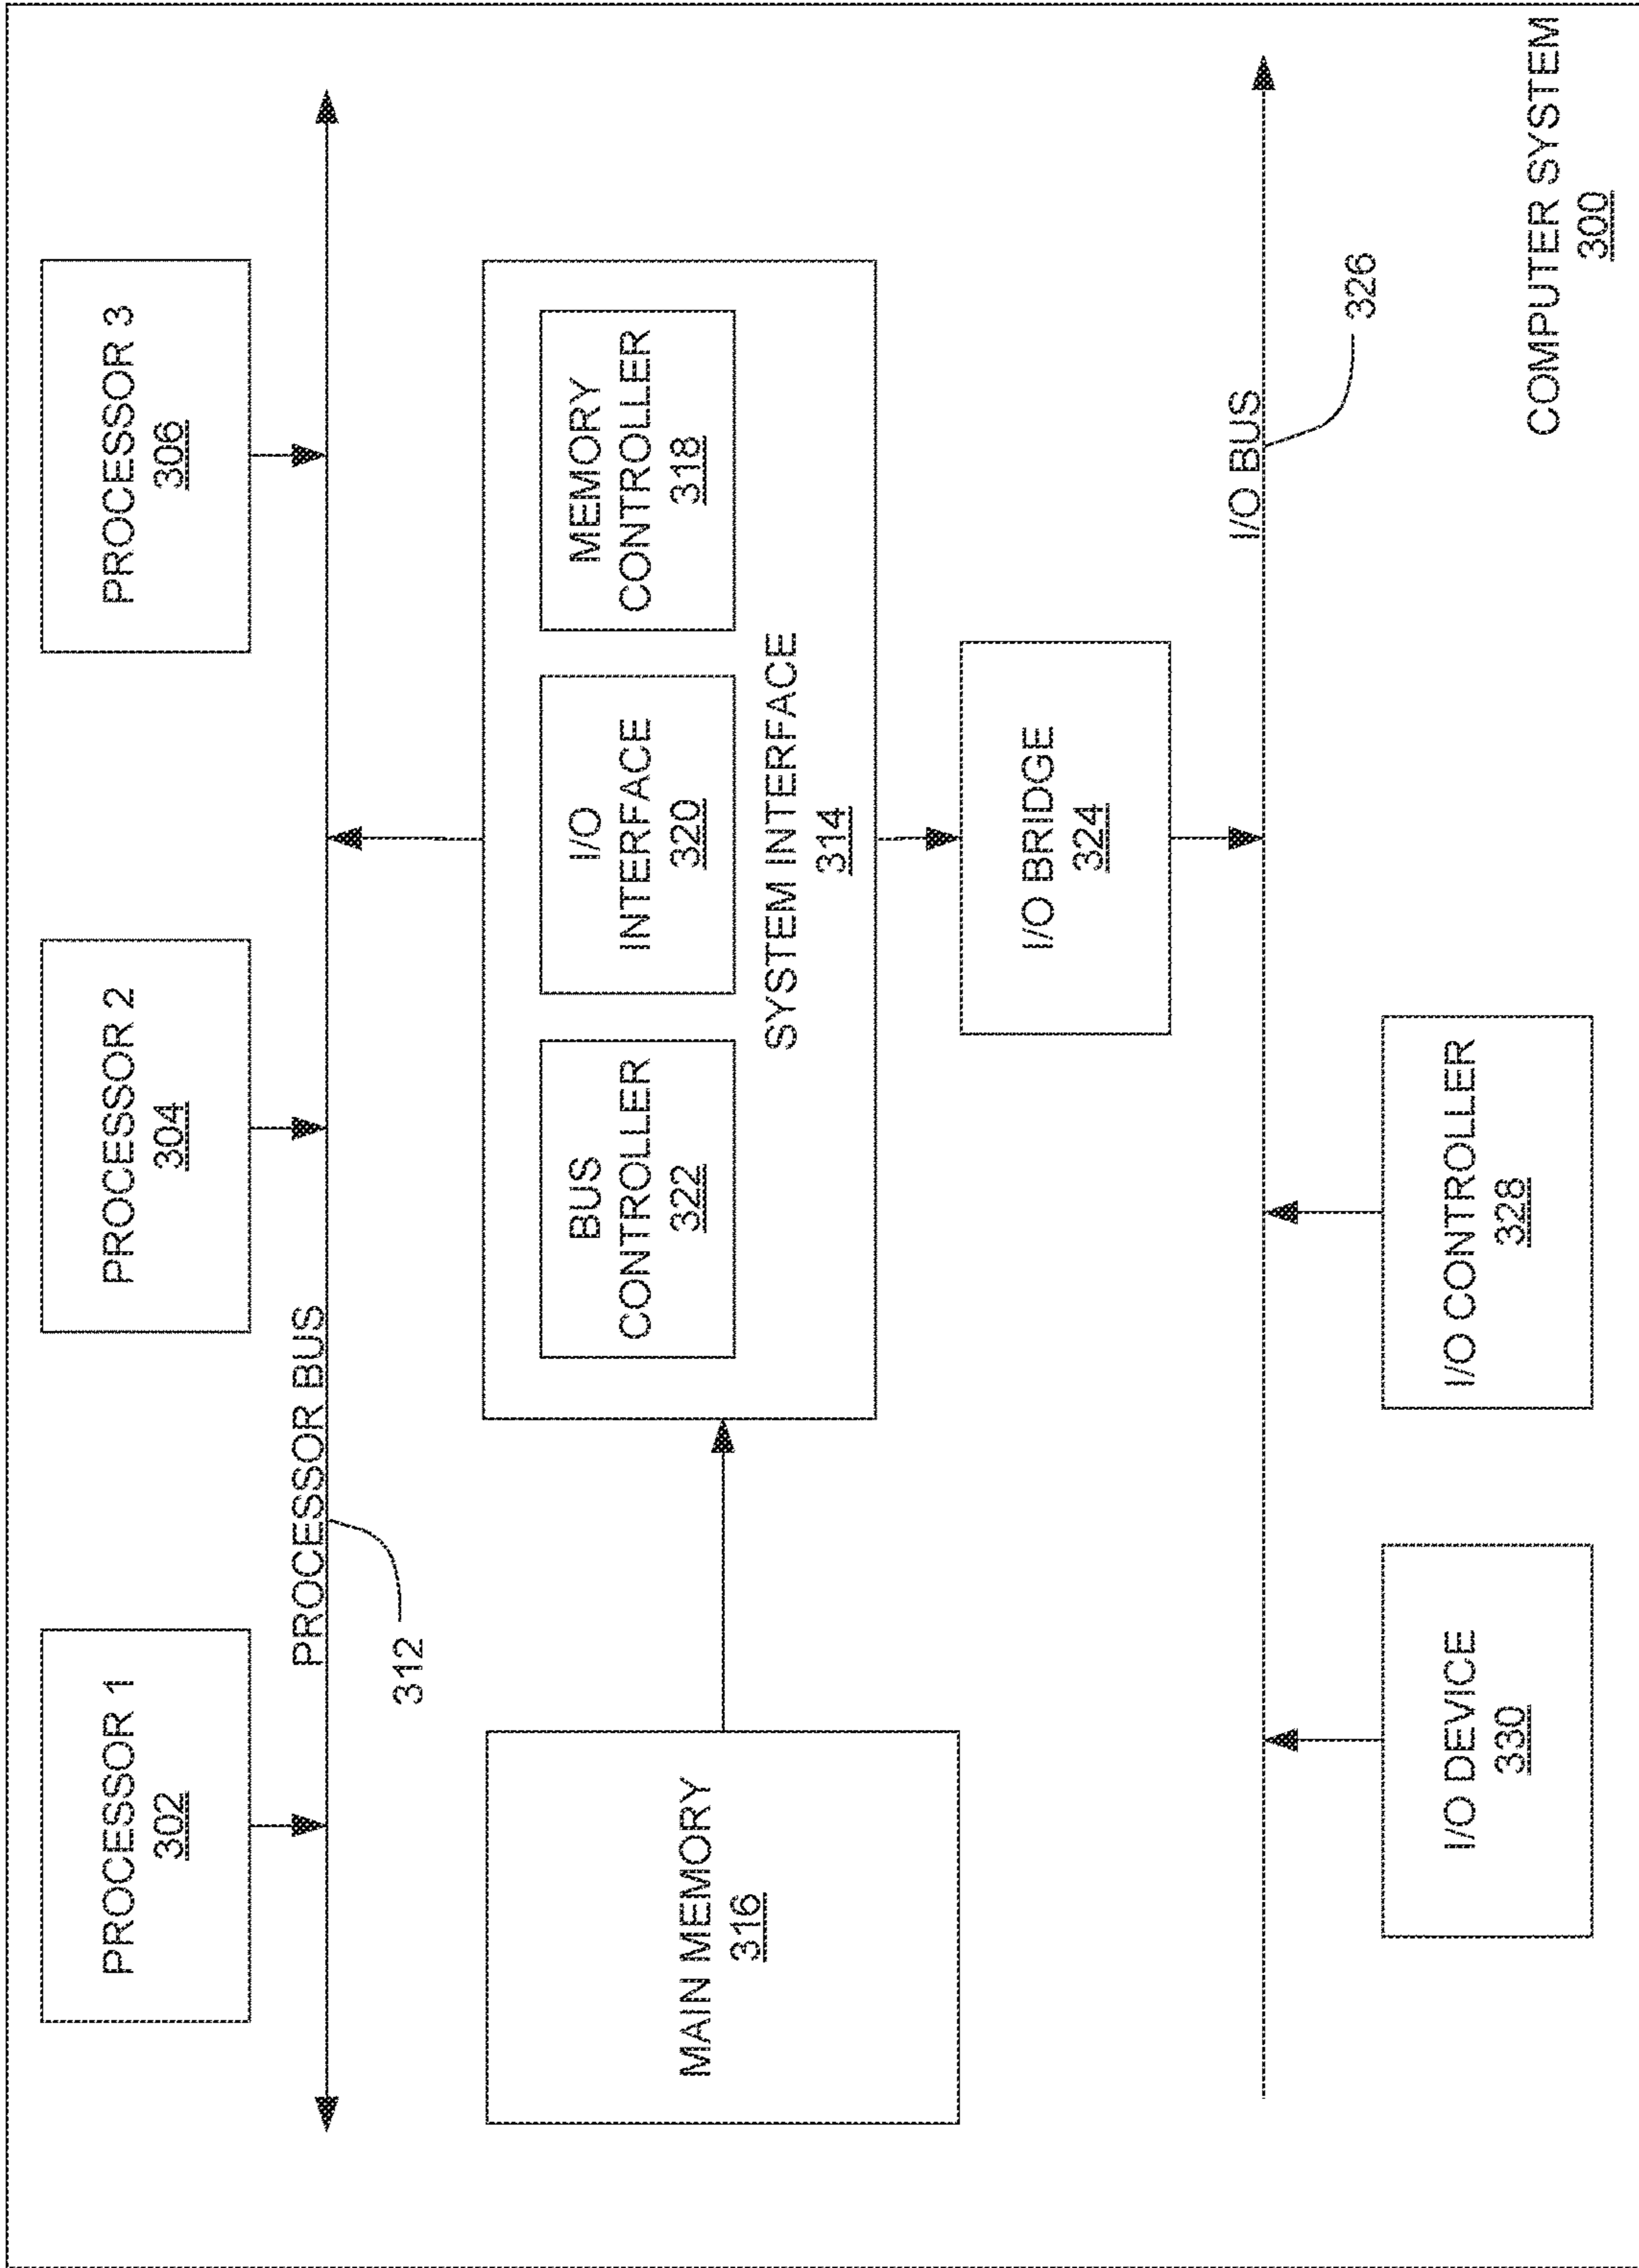 PROCESSOR 1
302
PROCESSOR 2
304
PROCESSOR 3
306
PROCESSOR BUS
312
MAIN MEMORY
316
BUS
CONTROLLER
322
I/O
INTERFACE
320
MEMORY
CONTROLLER
318
SYSTEM INTERFACE
314
I/O BRIDGE
324
I/O BUS
326
I/O DEVICE
330
I/O CONTROLLER
328
COMPUTER SYSTEM
300